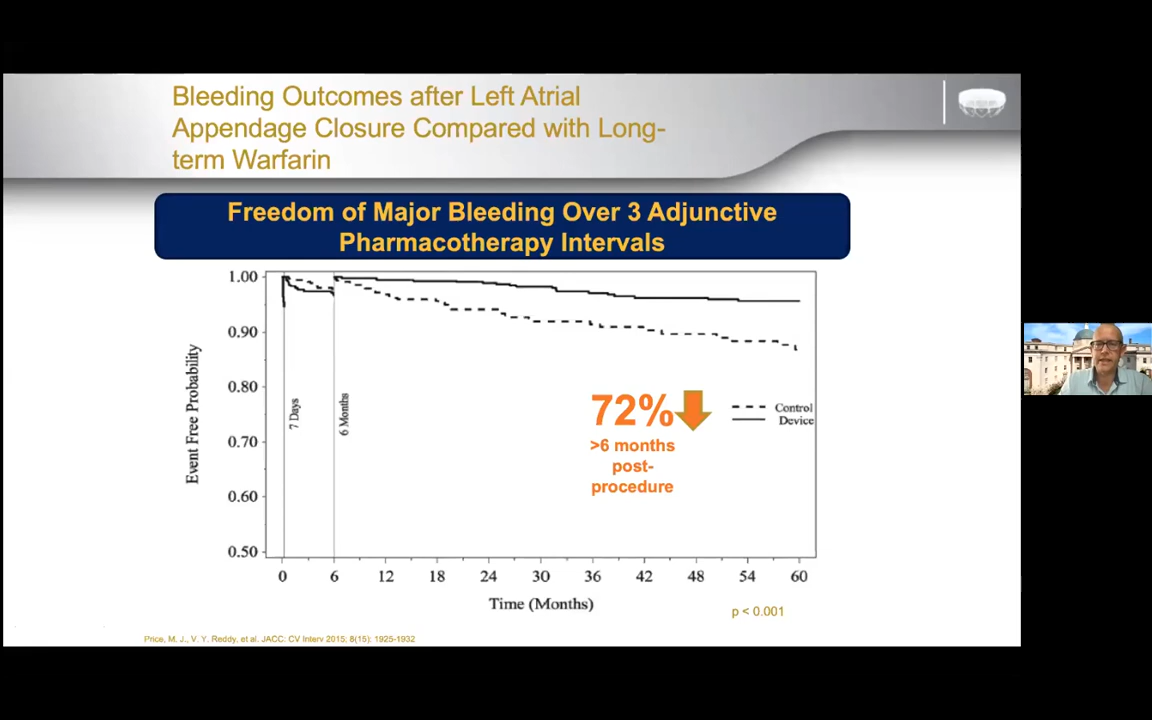 Bleeding Outcomes after Left Atrial
Appendage Closure Compared with Long-
term Warfarin
Freedom of Major Bleeding Over 3 Adjunctive
Pharmacotherapy Intervals
1.00
0.90
0.80
0.70
0.60
0.50
Event Free Probability
7 Days
6 Months
72%
>6 months
post-
procedure
Control
Device
0 6 12 18 24 30 36 42 48 54 60
Time (Months)
p < 0.001
Price, M. J., V. Y. Reddy, et al. JACC: CV Interv 2015; 8(15): 1925-1932